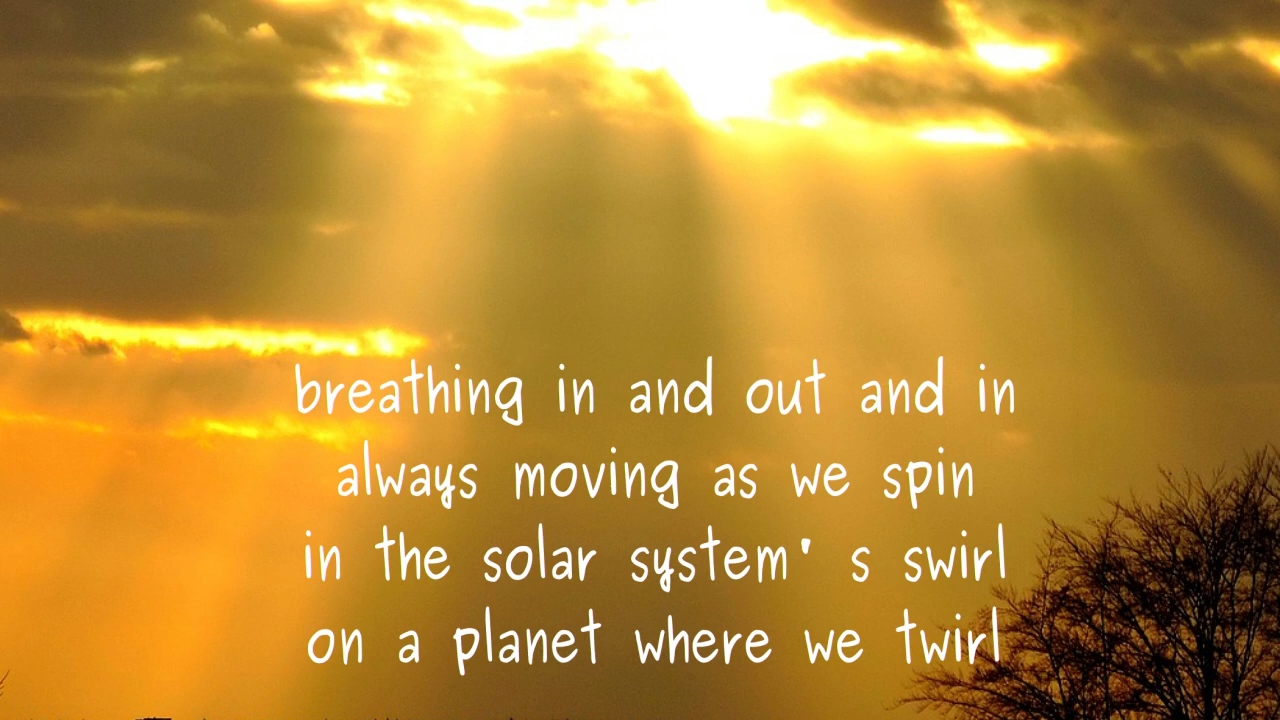 breathing in and out and in
always moving as we spin
in the solar system's swirl
on a planet where we twirl